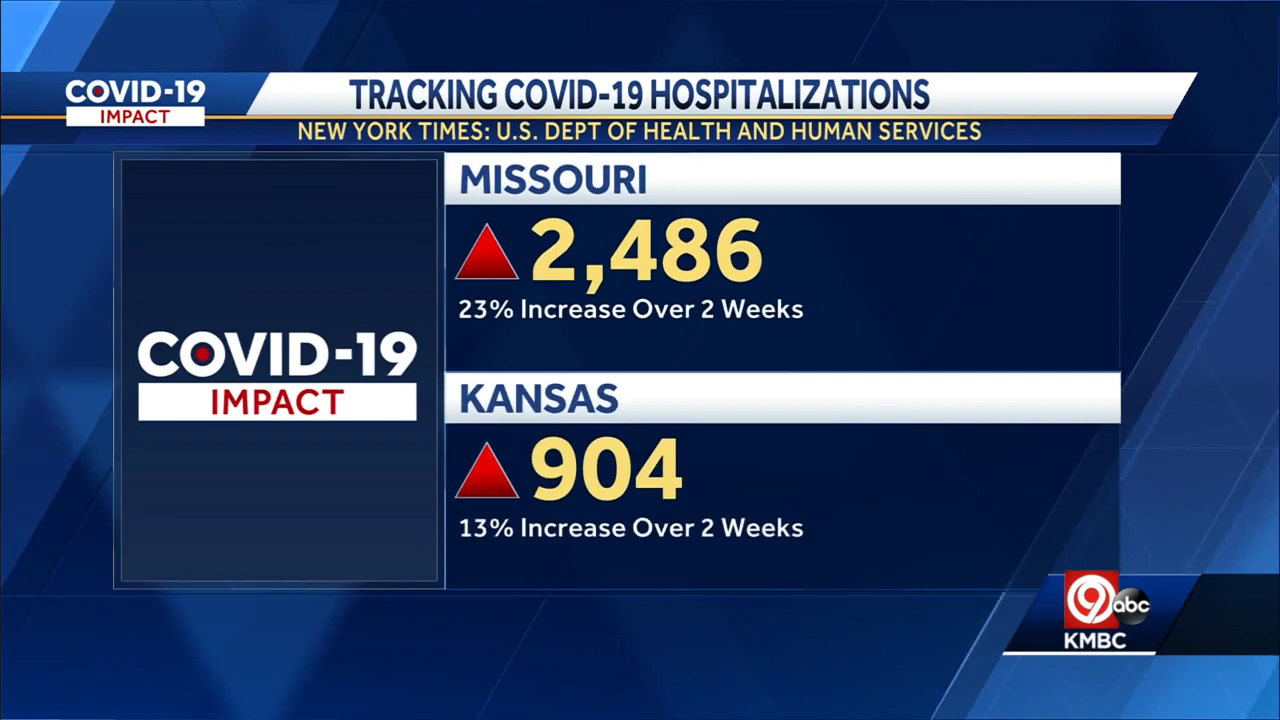 COVID-19
IMPACT
TRACKING COVID-19 HOSPITALIZATIONS
NEW YORK TIMES: U.S. DEPT OF HEALTH AND HUMAN SERVICES
COVID-19
IMPACT
MISSOURI
2,486
23% Increase Over 2 Weeks
KANSAS
904
13% Increase Over 2 Weeks
9 abc
KMBC